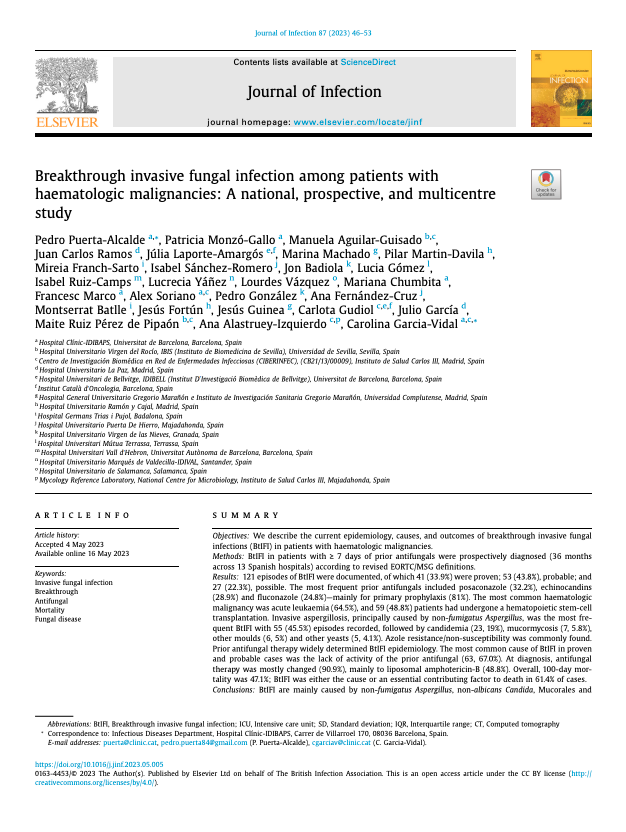 Journal of Infection 87 (2023) 46–53
Contents lists available at ScienceDirect
Journal of Infection
journal homepage: www.elsevier.com/locate/jinf
ELSEVIER
INFECTION
Check for updates
Breakthrough invasive fungal infection among patients with
haematologic malignancies: A national, prospective, and multicentre
study
Pedro Puerta-Alcalde a,⁎, Patricia Monzó-Gallo a, Manuela Aguilar-Guisado b,c,
Juan Carlos Ramos d, Júlia Laporte-Amargós e,f, Marina Machado g, Pilar Martin-Davila h,
Mireia Franch-Sarto i, Isabel Sánchez-Romero j, Jon Badiola k, Lucia Gómez l,
Isabel Ruiz-Camps m, Lucrecia Yáñez n, Lourdes Vázquez o, Mariana Chumbita a,
Francesc Marco a, Alex Soriano a,c, Pedro González k, Ana Fernández-Cruz j,
Montserrat Batlle i, Jesús Fortún h, Jesús Guinea g, Carlota Gudiol c,e,f, Julio García d,
Maite Ruiz Pérez de Pipaón b,c, Ana Alastruey-Izquierdo c,p, Carolina Garcia-Vidal a,c,⁎
a Hospital Clínic-IDIBAPS, Universitat de Barcelona, Barcelona, Spain
b Hospital Universitario Virgen del Rocío, IBIS (Instituto de Biomedicina de Sevilla), Universidad de Sevilla, Sevilla, Spain
c Centro de Investigación Biomédica en Red de Enfermedades Infecciosas (CIBERINFEC), (CB21/13/00009), Instituto de Salud Carlos III, Madrid, Spain
d Hospital Universitario La Paz, Madrid, Spain
e Hospital Universitari de Bellvitge, IDIBELL (Institut D'Investigació Biomèdica de Bellvitge), Universitat de Barcelona, Barcelona, Spain
f Institut Català d'Oncologia, Barcelona, Spain
g Hospital General Universitario Gregorio Marañón e Instituto de Investigación Sanitaria Gregorio Marañón, Universidad Complutense, Madrid, Spain
h Hospital Universitario Ramón y Cajal, Madrid, Spain
i Hospital Germans Trias i Pujol, Badalona, Spain
j Hospital Universitario Puerta De Hierro, Majadahonda, Spain
k Hospital Universitario Virgen de las Nieves, Granada, Spain
l Hospital Universitari Mútua Terrassa, Terrassa, Spain
m Hospital Universitari Vall d'Hebron, Universitat Autònoma de Barcelona, Barcelona, Spain
n Hospital Universitario Marqués de Valdecilla-IDIVAL, Santander, Spain
o Hospital Universitario de Salamanca, Salamanca, Spain
p Mycology Reference Laboratory, National Centre for Microbiology, Instituto de Salud Carlos III, Majadahonda, Spain
ARTICLE INFO
Article history:
Accepted 4 May 2023
Available online 16 May 2023
Keywords:
Invasive fungal infection
Breakthrough
Antifungal
Mortality
Fungal disease
SUMMARY
Objectives: We describe the current epidemiology, causes, and outcomes of breakthrough invasive fungal
infections (BtIFI) in patients with haematologic malignancies.
Methods: BtIFI in patients with ≥ 7 days of prior antifungals were prospectively diagnosed (36 months
across 13 Spanish hospitals) according to revised EORTC/MSG definitions.
Results: 121 episodes of BtIFI were documented, of which 41 (33.9%) were proven; 53 (43.8%), probable; and
27 (22.3%), possible. The most frequent prior antifungals included posaconazole (32.2%), echinocandins
(28.9%) and fluconazole (24.8%)—mainly for primary prophylaxis (81%). The most common haematologic
malignancy was acute leukaemia (64.5%), and 59 (48.8%) patients had undergone a hematopoietic stem-cell
transplantation. Invasive aspergillosis, principally caused by non-fumigatus Aspergillus, was the most fre-
quent BtIFI with 55 (45.5%) episodes recorded, followed by candidemia (23, 19%), mucormycosis (7, 5.8%),
other moulds (6, 5%) and other yeasts (5, 4.1%). Azole resistance/non-susceptibility was commonly found.
Prior antifungal therapy widely determined BtIFI epidemiology. The most common cause of BtIFI in proven
and probable cases was the lack of activity of the prior antifungal (63, 67.0%). At diagnosis, antifungal
therapy was mostly changed (90.9%), mainly to liposomal amphotericin-B (48.8%). Overall, 100-day mor-
tality was 47.1%; BtIFI was either the cause or an essential contributing factor to death in 61.4% of cases.
Conclusions: BtIFI are mainly caused by non-fumigatus Aspergillus, non-albicans Candida, Mucorales and
Abbreviations: BtIFI, Breakthrough invasive fungal infection; ICU, Intensive care unit; SD, Standard deviation; IQR, Interquartile range; CT, Computed tomography
⁎ Correspondence to: Infectious Diseases Department, Hospital Clínic-IDIBAPS, Carrer de Villarroel 170, 08036 Barcelona, Spain.
E-mail addresses: puerta@clinic.cat, pedro.puerta84@gmail.com (P. Puerta-Alcalde), cgarciav@clinic.cat (C. Garcia-Vidal).
https://doi.org/10.1016/j.jinf.2023.05.005
0163-4453/© 2023 The Author(s). Published by Elsevier Ltd on behalf of The British Infection Association. This is an open access article under the CC BY license (http://
creativecommons.org/licenses/by/4.0/).